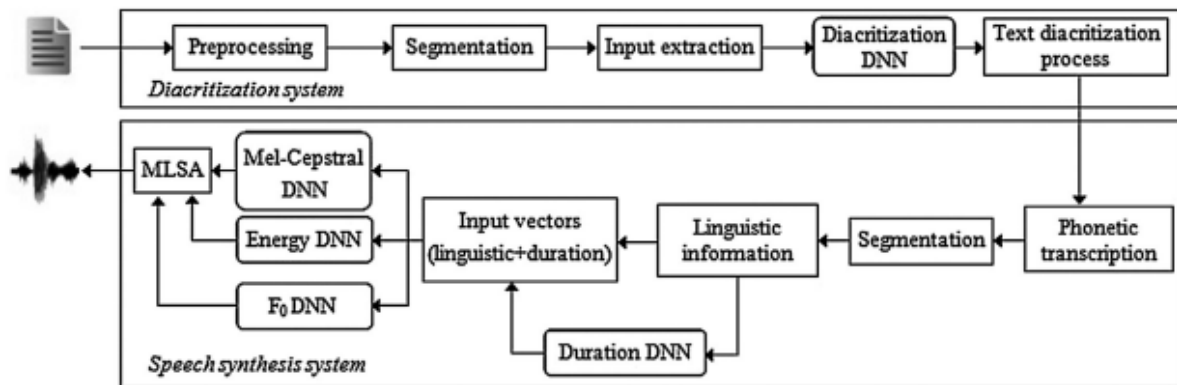 Preprocessing
Segmentation
Input extraction
Diacritization
DNN
Text diacritization
process
Diacritization system
MLSA
Mel-Cepstral
DNN
Energy DNN
F₀ DNN
Input vectors
(linguistic+duration)
Linguistic
information
Segmentation
Phonetic
transcription
Duration DNN
Speech synthesis system